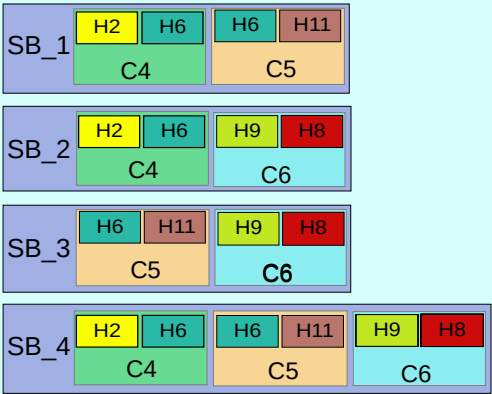 H2 H6 H6 H11
SB_1
C4 C5
H2 H6 H9 H8
SB_2
C4 C6
H6 H11 H9 H8
SB_3
C5 C6
H2 H6 H6 H11 H9 H8
SB_4
C4 C5 C6